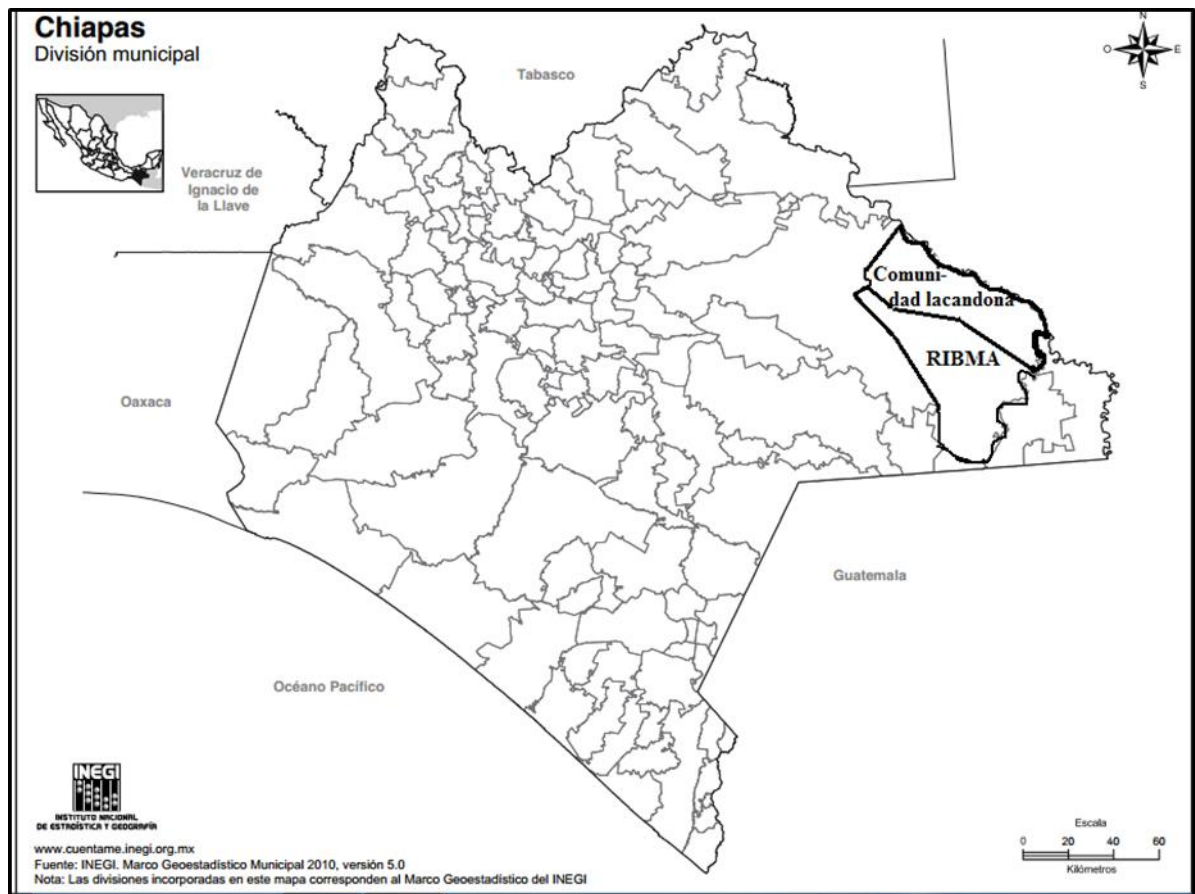 Chiapas
División municipal
N
O
E
S
Tabasco
Veracruz de
Ignacio de
la Llave
Comuni-
dad lacandona
RIBMA
Oaxaca
Guatemala
Océano Pacífico
INEGI
INSTITUTO NACIONAL
DE ESTADÍSTICA Y GEOGRAFÍA
www.cuentame.inegi.org.mx
Fuente: INEGI. Marco Geoestadístico Municipal 2010, versión 5.0
Nota: Las divisiones incorporadas en este mapa corresponden al Marco Geoestadístico del INEGI
Escala
0 20 40 60
Kilómetros